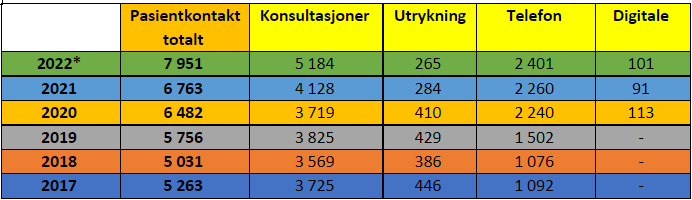 Pasientkontakt totalt Konsultasjoner Utrykning Telefon Digitale
2022* 7 951 5 184 265 2 401 101
2021 6 763 4 128 284 2 260 91
2020 6 482 3 719 410 2 240 113
2019 5 756 3 825 429 1 502 -
2018 5 031 3 569 386 1 076 -
2017 5 263 3 725 446 1 092 -